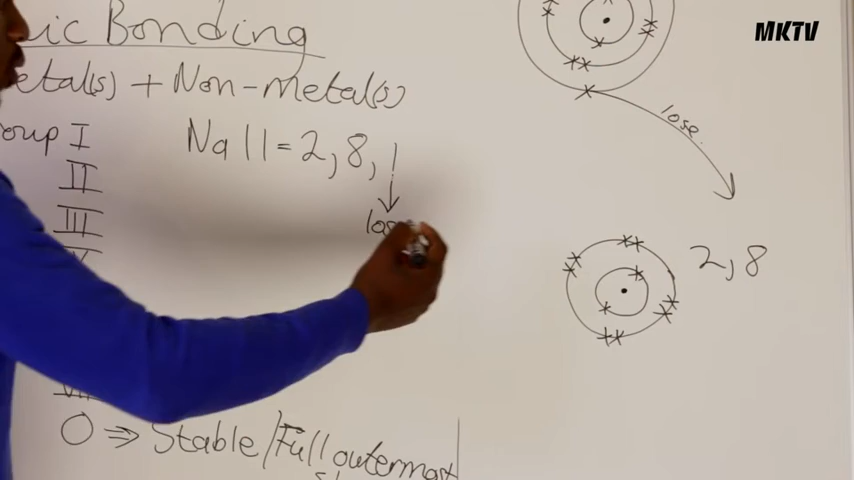 ic Bonding
MKTV
etal(s) + Non-metal(s)
lose
oup I
Na 11 = 2, 8, 1
II
III
2, 8
0 ⇒ Stable/Full outermost